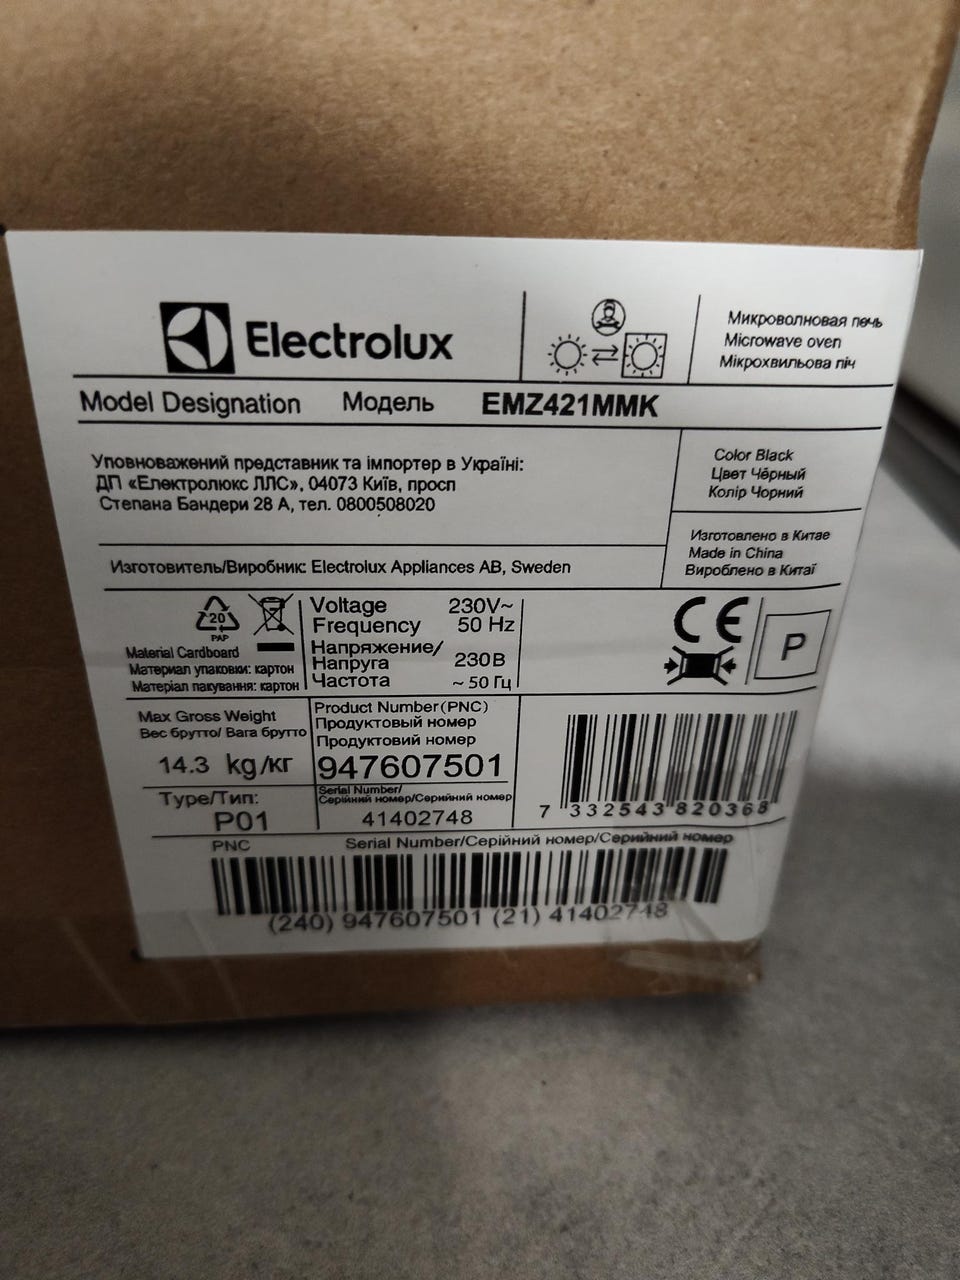 Electrolux
Микроволновая печь
Microwave oven
Мікрохвильова піч
Model Designation Модель EMZ421MMK
Уповноважений представник та імпортер в Україні:
ДП «Електролюкс ЛЛС», 04073 Київ, просп
Степана Бандери 28 А, тел. 0800508020
Color Black
Цвет Чёрный
Колір Чорний
Изготовлено в Китае
Made in China
Вироблено в Китаї
Изготовитель/Виробник: Electrolux Appliances AB, Sweden
20
PAP
Material Cardboard
Материал упаковки: картон
Матеріал пакування: картон
Voltage 230V~
Frequency 50 Hz
Напряжение/
Напруга 230В
Частота ~ 50 Гц
CE
P
Max Gross Weight
Вес брутто/ Вага брутто
14.3 kg/кг
Type/Тип:
P01
Product Number(PNC)
Продуктовый номер
Продуктовий номер
947607501
Serial Number/
Серійний номер/Серийний номер
41402748
7 332543 820368
PNC Serial Number/Серійний номер/Серийний номер
(240) 947607501 (21) 41402748